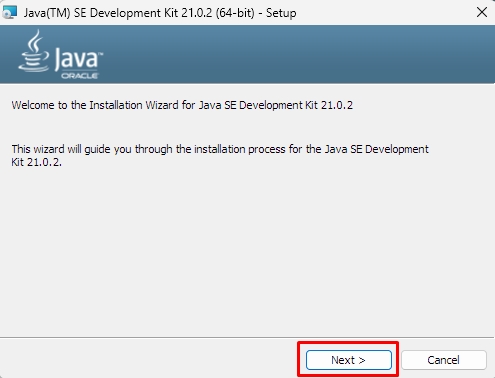 Java(TM) SE Development Kit 21.0.2 (64-bit) - Setup
Java™
ORACLE
Welcome to the Installation Wizard for Java SE Development Kit 21.0.2
This wizard will guide you through the installation process for the Java SE Development
Kit 21.0.2.
Next >
Cancel